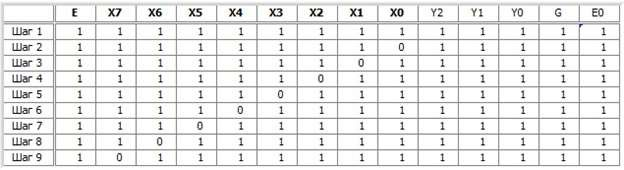 E X7 X6 X5 X4 X3 X2 X1 X0 Y2 Y1 Y0 G E0
Шаг 1 1 1 1 1 1 1 1 1 1 1 1 1 1 1
Шаг 2 1 1 1 1 1 1 1 1 0 1 1 1 1 1
Шаг 3 1 1 1 1 1 1 1 0 1 1 1 1 1 1
Шаг 4 1 1 1 1 1 1 0 1 1 1 1 1 1 1
Шаг 5 1 1 1 1 1 0 1 1 1 1 1 1 1 1
Шаг 6 1 1 1 1 0 1 1 1 1 1 1 1 1 1
Шаг 7 1 1 1 0 1 1 1 1 1 1 1 1 1 1
Шаг 8 1 1 0 1 1 1 1 1 1 1 1 1 1 1
Шаг 9 1 0 1 1 1 1 1 1 1 1 1 1 1 1